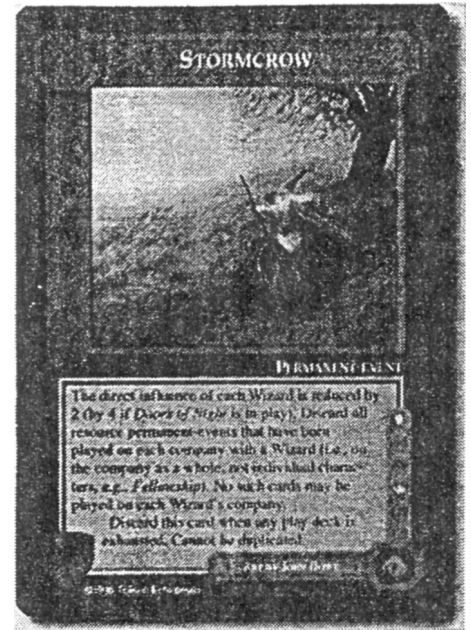 STORMCROW
PERMANENT-EVENT
The direct influence of each Wizard is reduced by
2 (by 4 if Doors of Night is in play). Discard all
resource permanent-events that have been
played on each company with a Wizard (i.e., on
the company as a whole, not individual charac-
ters, e.g., Fellowship). No such cards may be
played on each Wizard's company.
Discard this card when any play deck is
exhausted. Cannot be duplicated.